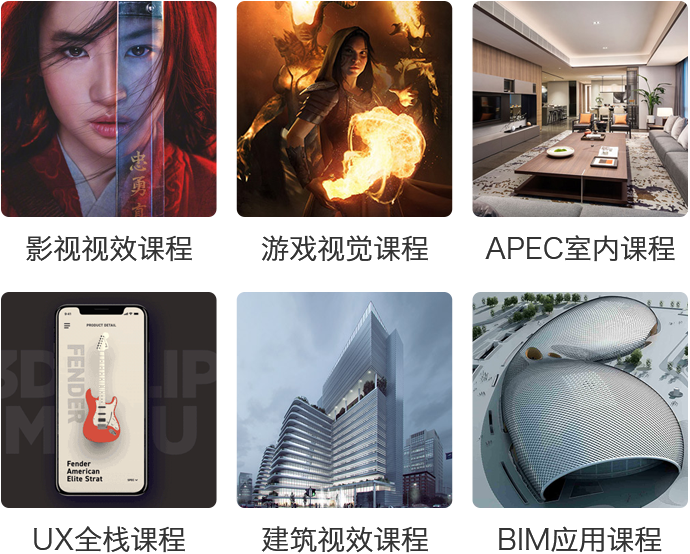 忠
勇
影视视效课程
游戏视觉课程
APEC室内课程
PRODUCT DETAIL
FENDER
Fender
American
Elite Strat
UX全栈课程
建筑视效课程
BIM应用课程